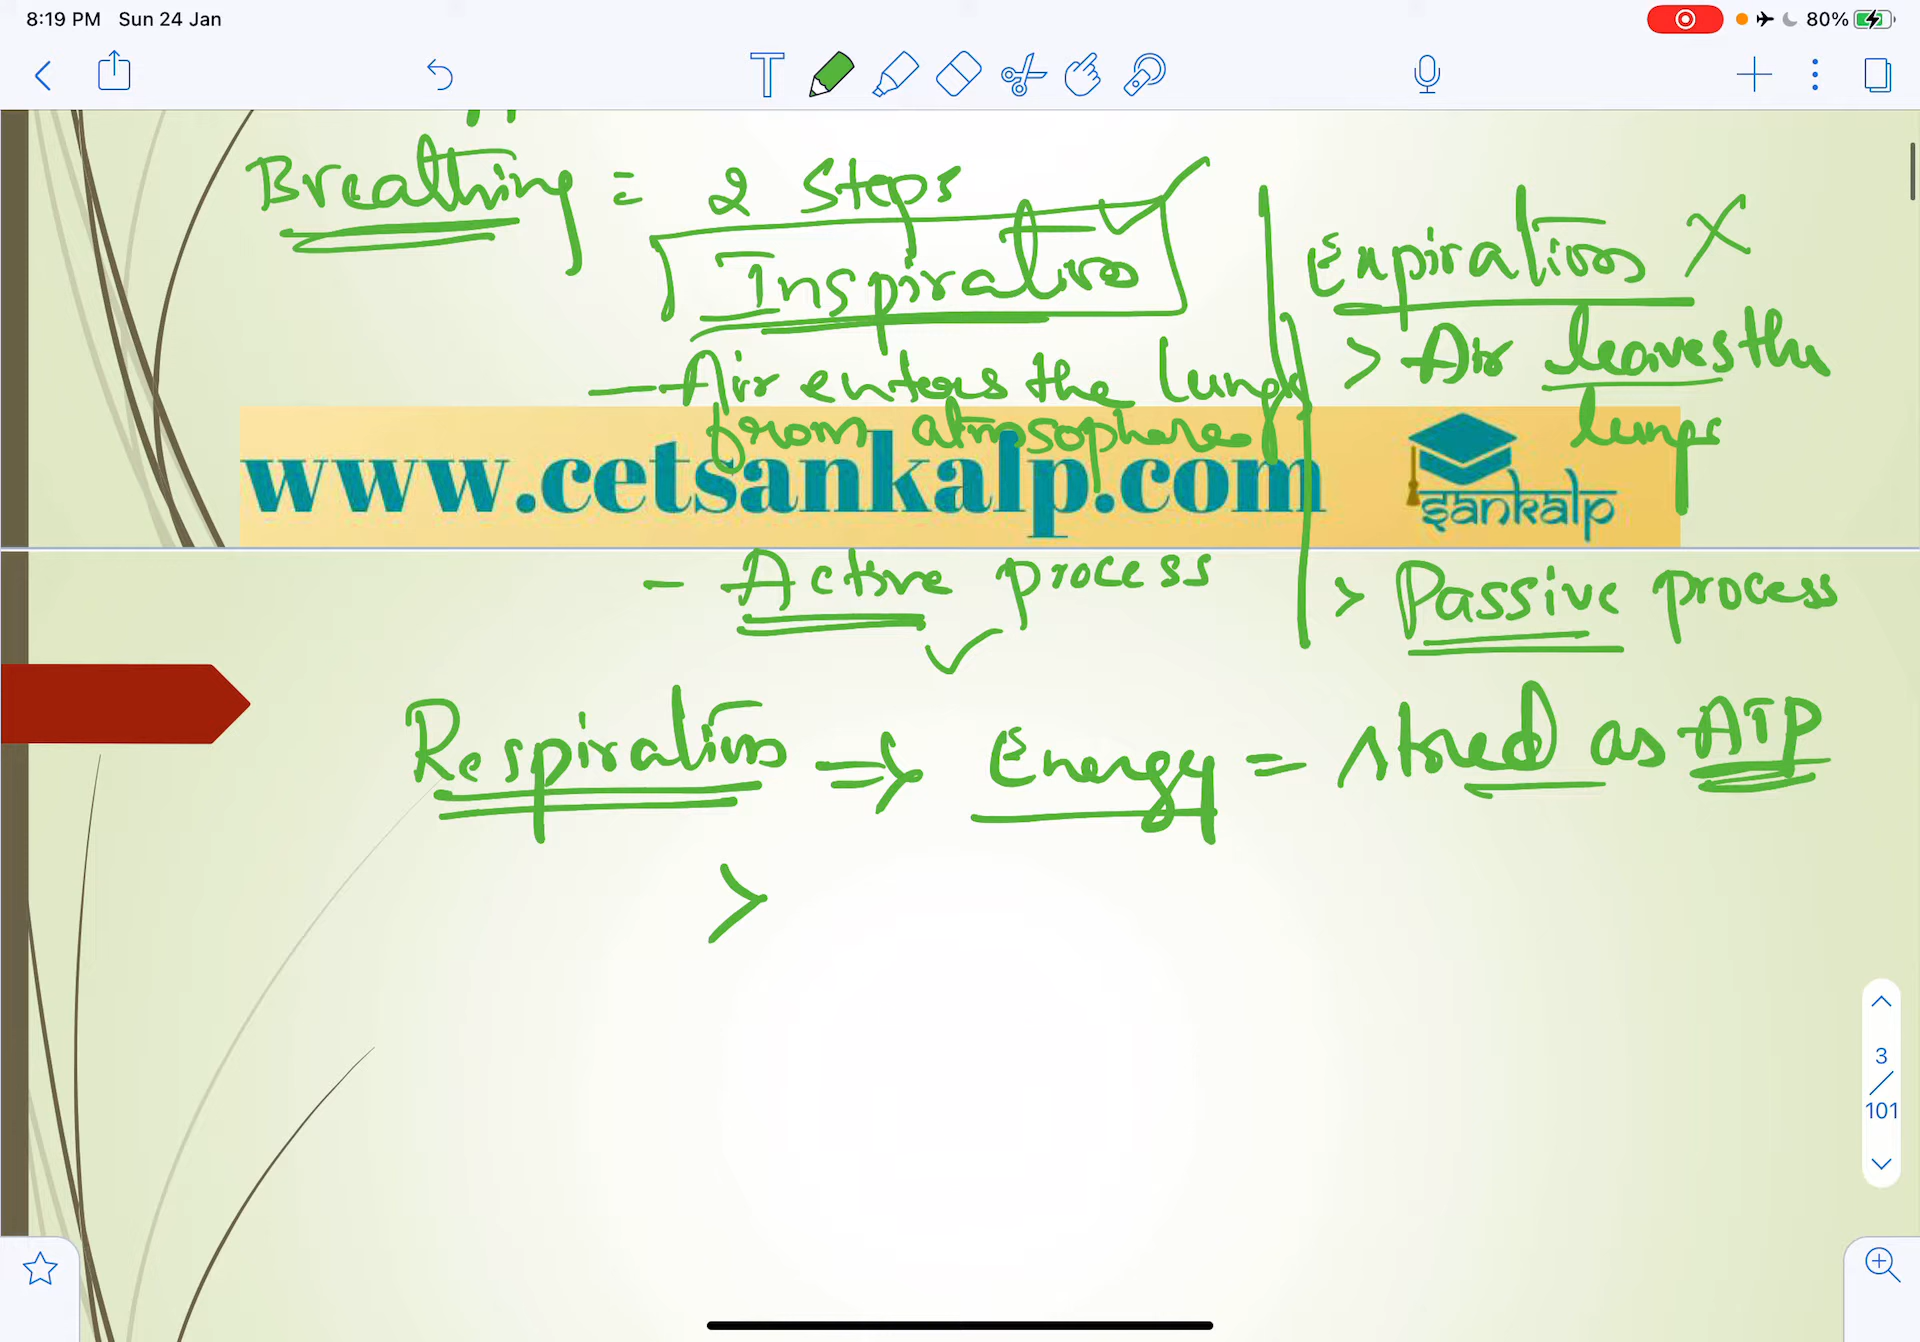 8:19 PM Sun 24 Jan
80%
T
Breathing = 2 Steps
Inspiration
Expiration X
- Air enters the lungs
from atmosophere
> Air leaves the
lungs
www.cetsankalp.com
sankalp
- Active process
> Passive process
Respiration => Energy = stored as ATP
>
3
/
101